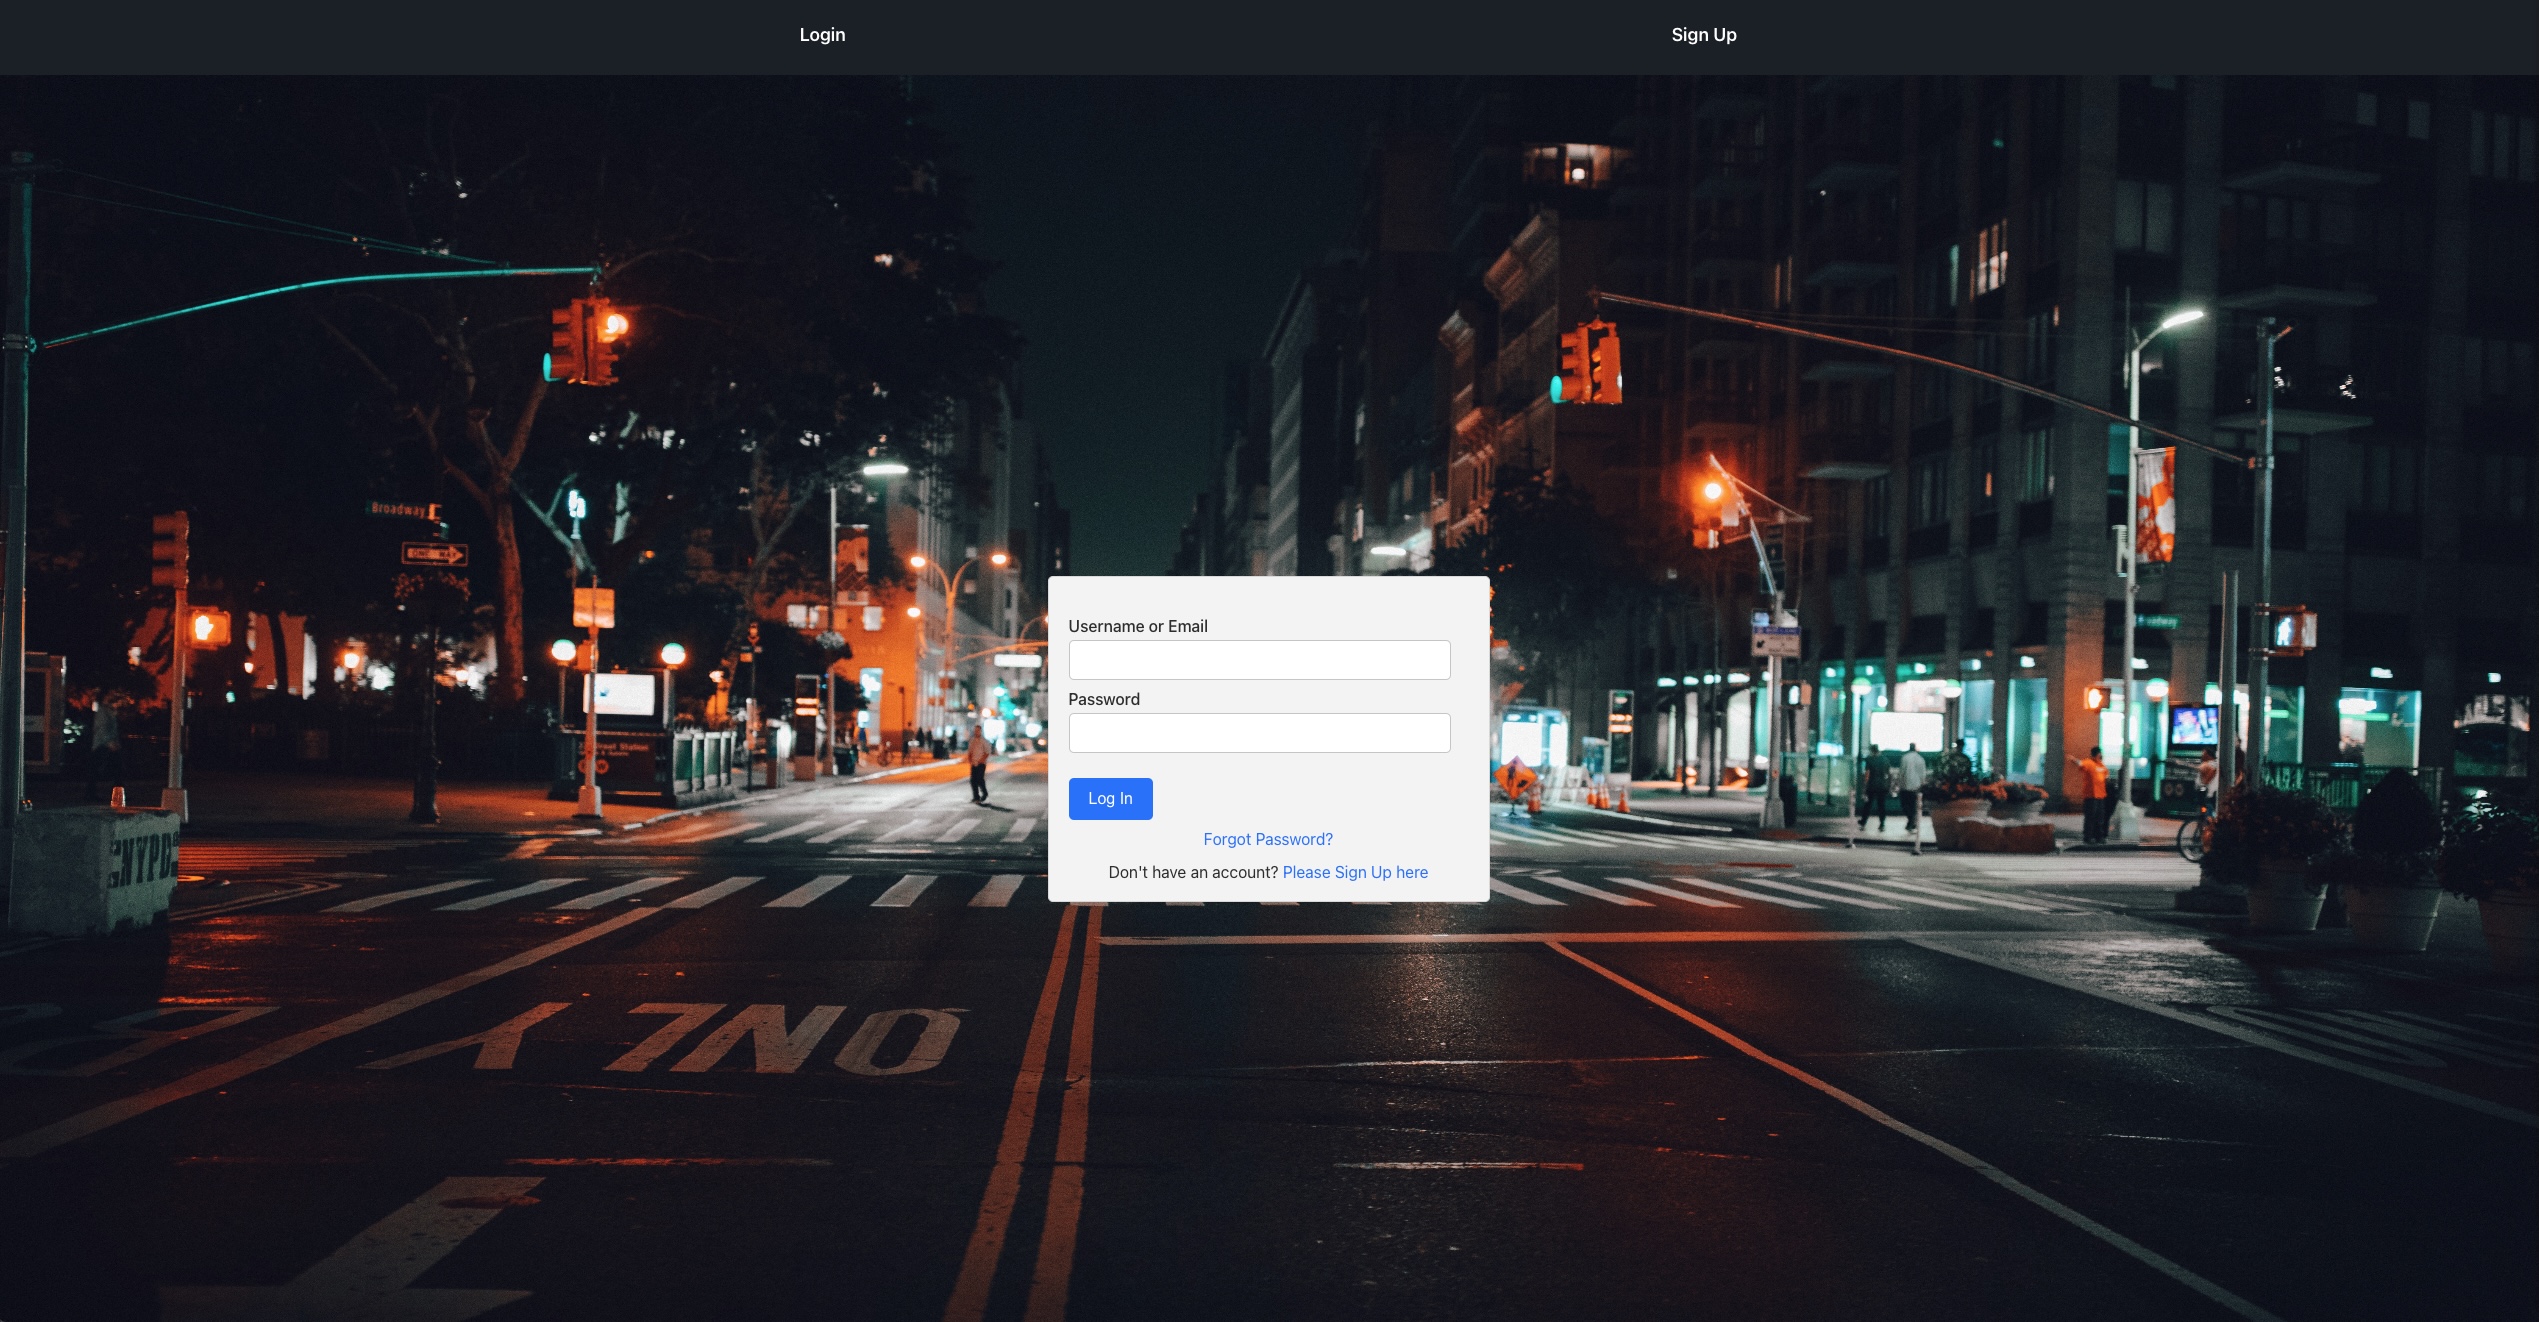 Login
Sign Up
Broadway
ONE WAY
Username or Email
Password
Log In
Forgot Password?
Don't have an account? Please Sign Up here
NYPD
ONLY